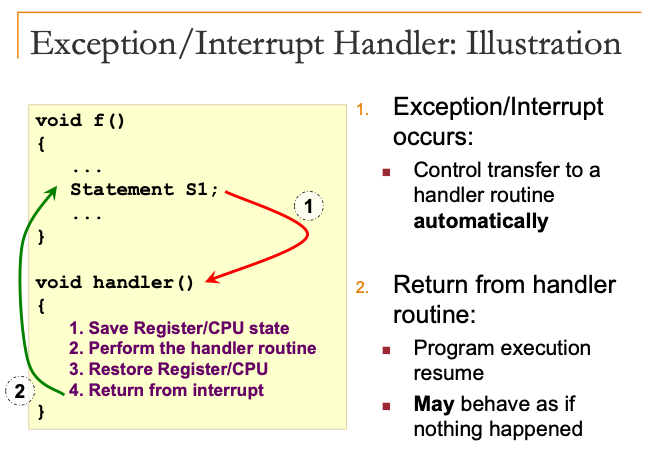 Exception/Interrupt Handler: Illustration
void f()
{
...
Statement S1;
...
}
1
void handler()
{
1. Save Register/CPU state
2. Perform the handler routine
3. Restore Register/CPU
4. Return from interrupt
2
}
1. Exception/Interrupt
occurs:
■ Control transfer to a
handler routine
automatically
2. Return from handler
routine:
■ Program execution
resume
■ May behave as if
nothing happened